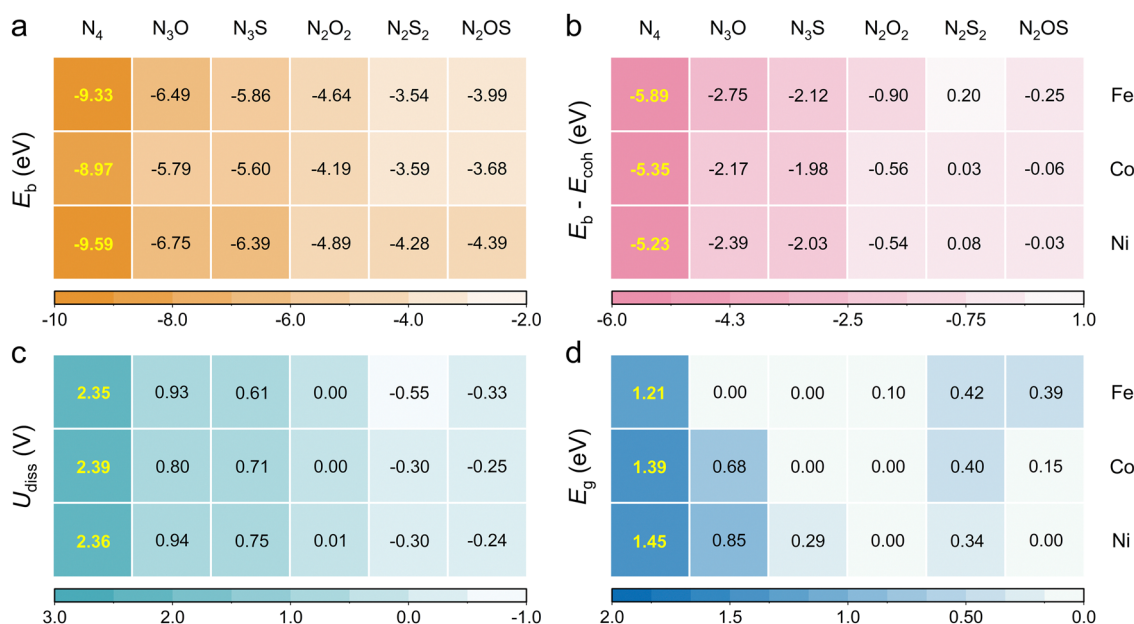 a N₄ N₃O N₃S N₂O₂ N₂S₂ N₂OS
E_b (eV)
-9.33 -6.49 -5.86 -4.64 -3.54 -3.99
-8.97 -5.79 -5.60 -4.19 -3.59 -3.68
-9.59 -6.75 -6.39 -4.89 -4.28 -4.39
-10 -8.0 -6.0 -4.0 -2.0
b N₄ N₃O N₃S N₂O₂ N₂S₂ N₂OS
E_b - E_coh (eV)
-5.89 -2.75 -2.12 -0.90 0.20 -0.25 Fe
-5.35 -2.17 -1.98 -0.56 0.03 -0.06 Co
-5.23 -2.39 -2.03 -0.54 0.08 -0.03 Ni
-6.0 -4.3 -2.5 -0.75 1.0
c
U_diss (V)
2.35 0.93 0.61 0.00 -0.55 -0.33
2.39 0.80 0.71 0.00 -0.30 -0.25
2.36 0.94 0.75 0.01 -0.30 -0.24
3.0 2.0 1.0 0.0 -1.0
d
E_g (eV)
1.21 0.00 0.00 0.10 0.42 0.39 Fe
1.39 0.68 0.00 0.00 0.40 0.15 Co
1.45 0.85 0.29 0.00 0.34 0.00 Ni
2.0 1.5 1.0 0.50 0.0